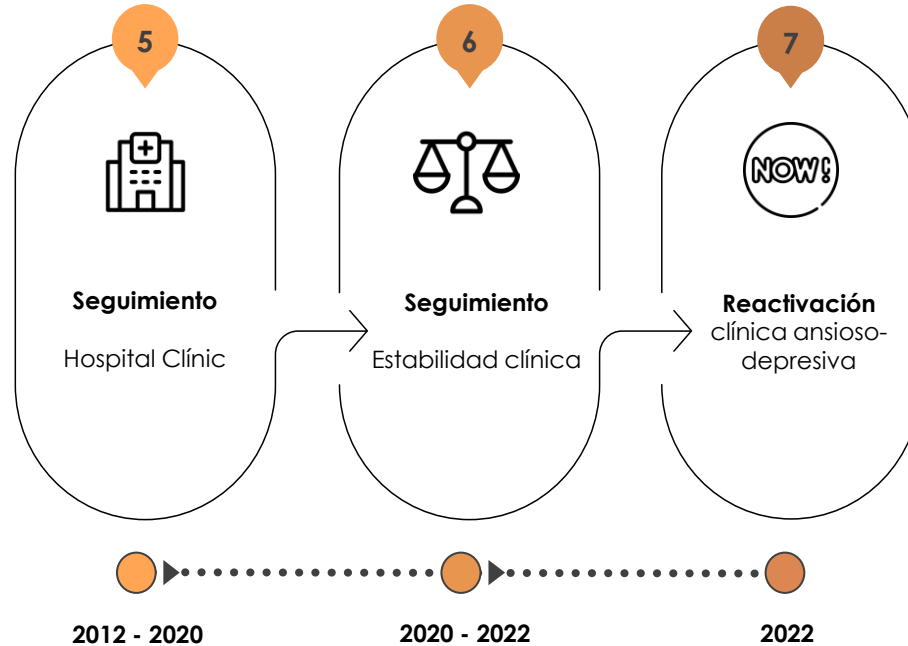 5
Seguimiento
Hospital Clínic
6
Seguimiento
Estabilidad clínica
7
NOW!
Reactivación
clínica ansioso-
depresiva
2012 - 2020
2020 - 2022
2022